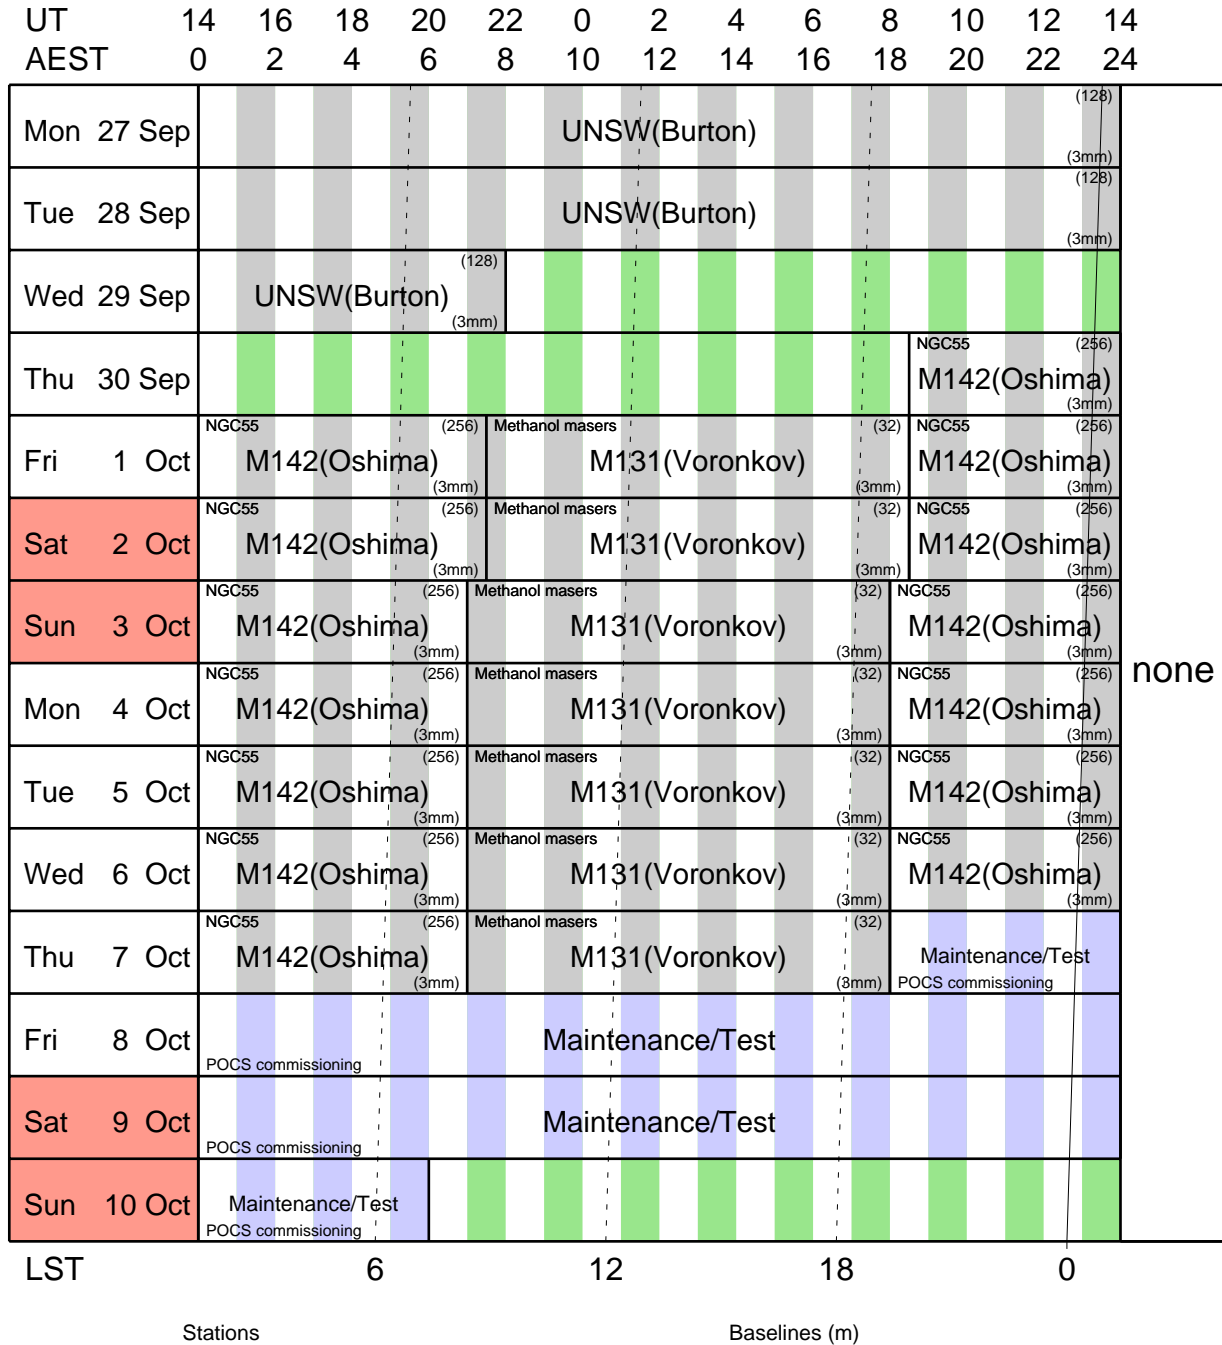 UT 14 16 18 20 22 0 2 4 6 8 10 12 14
AEST 0 2 4 6 8 10 12 14 16 18 20 22 24
Mon 27 Sep UNSW(Burton) (128) (3mm)
Tue 28 Sep UNSW(Burton) (128) (3mm)
Wed 29 Sep UNSW(Burton) (128) (3mm)
Thu 30 Sep NGC55 (256) M142(Oshima) (3mm)
Fri 1 Oct NGC55 (256) M142(Oshima) (3mm) Methanol masers (32) M131(Voronkov) (3mm) NGC55 (256) M142(Oshima) (3mm)
Sat 2 Oct NGC55 (256) M142(Oshima) (3mm) Methanol masers (32) M131(Voronkov) (3mm) NGC55 (256) M142(Oshima) (3mm)
Sun 3 Oct NGC55 (256) M142(Oshima) (3mm) Methanol masers (32) M131(Voronkov) (3mm) NGC55 (256) M142(Oshima) (3mm)
none
Mon 4 Oct NGC55 (256) M142(Oshima) (3mm) Methanol masers (32) M131(Voronkov) (3mm) NGC55 (256) M142(Oshima) (3mm)
Tue 5 Oct NGC55 (256) M142(Oshima) (3mm) Methanol masers (32) M131(Voronkov) (3mm) NGC55 (256) M142(Oshima) (3mm)
Wed 6 Oct NGC55 (256) M142(Oshima) (3mm) Methanol masers (32) M131(Voronkov) (3mm) NGC55 (256) M142(Oshima) (3mm)
Thu 7 Oct NGC55 (256) M142(Oshima) (3mm) Methanol masers (32) M131(Voronkov) (3mm) Maintenance/Test POCS commissioning
Fri 8 Oct Maintenance/Test POCS commissioning
Sat 9 Oct Maintenance/Test POCS commissioning
Sun 10 Oct Maintenance/Test POCS commissioning
LST 6 12 18 0
Stations Baselines (m)